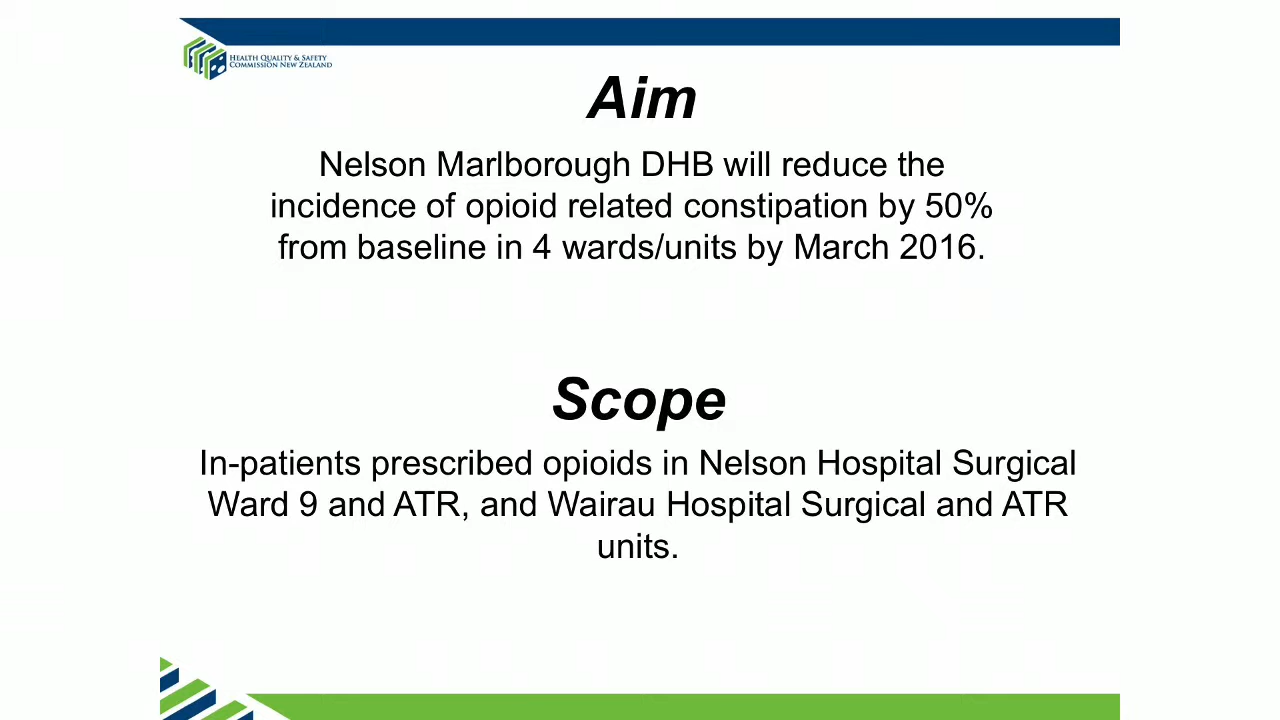 HEALTH QUALITY & SAFETY
COMMISSION NEW ZEALAND
Aim
Nelson Marlborough DHB will reduce the
incidence of opioid related constipation by 50%
from baseline in 4 wards/units by March 2016.
Scope
In-patients prescribed opioids in Nelson Hospital Surgical
Ward 9 and ATR, and Wairau Hospital Surgical and ATR
units.